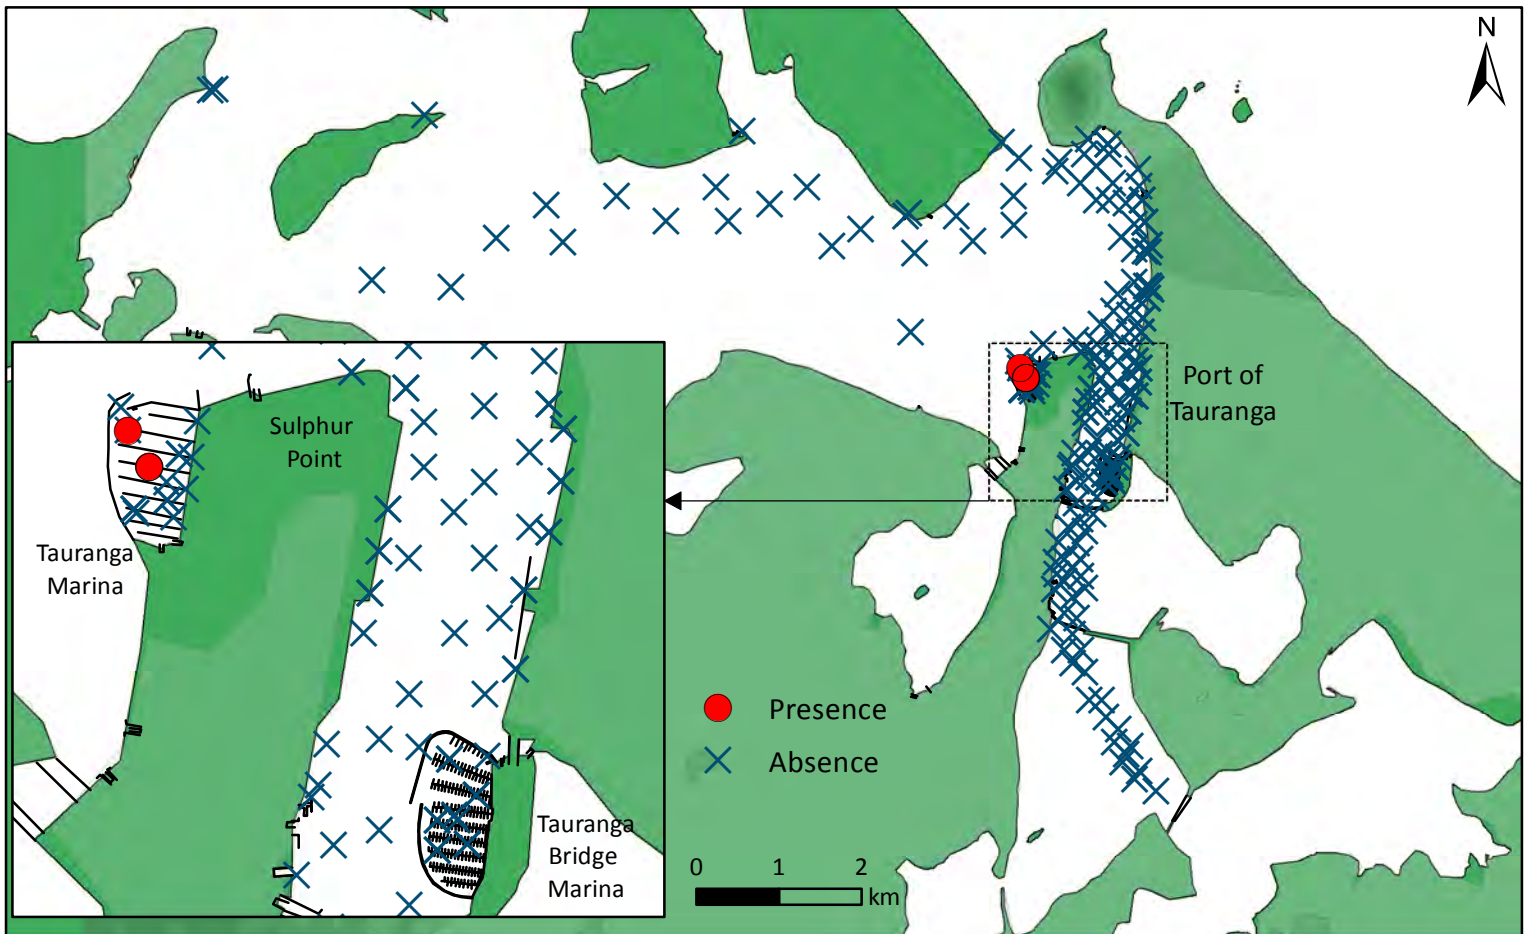 N
Port of
Tauranga
Sulphur
Point
Tauranga
Marina
Presence
Absence
Tauranga
Bridge
Marina
0 1 2
km